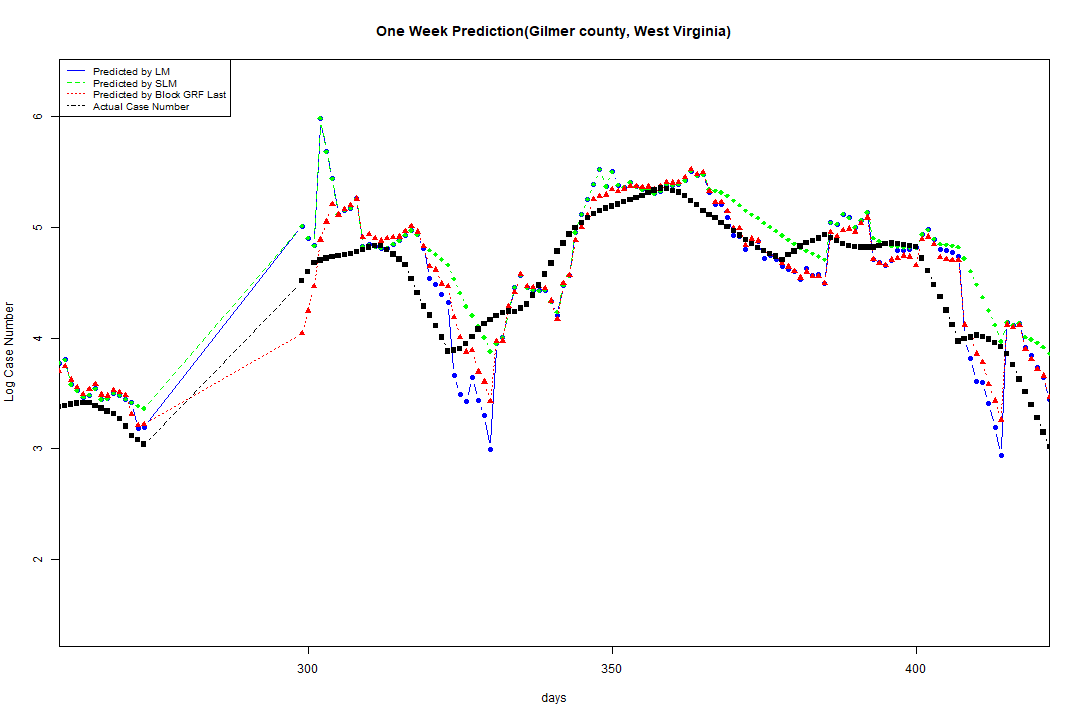 One Week Prediction(Gilmer county, West Virginia)
Predicted by LM
Predicted by SLM
Predicted by Block GRF Last
Actual Case Number
6
5
4
3
2
Log Case Number
300 350 400
days